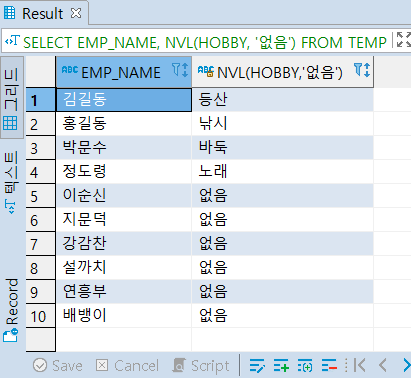 Result
SELECT EMP_NAME, NVL(HOBBY, '없음') FROM TEMP
그리드
텍스트
Record
ABC EMP_NAME ABC NVL(HOBBY,'없음')
1 김길동 등산
2 홍길동 낚시
3 박문수 바둑
4 정도령 노래
5 이순신 없음
6 지문덕 없음
7 강감찬 없음
8 설까치 없음
9 연흥부 없음
10 배뱅이 없음
Save Cancel Script